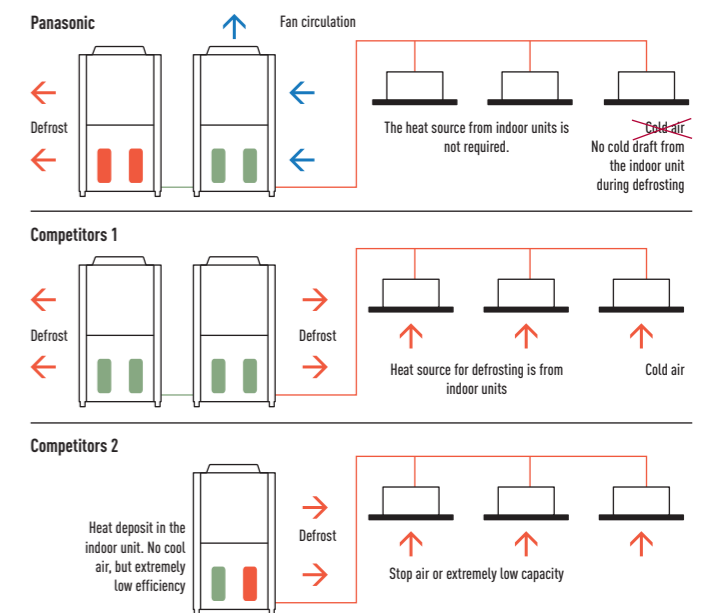 Panasonic
Fan circulation
Defrost
The heat source from indoor units is
not required.
Cold air
No cold draft from
the indoor unit
during defrosting
Competitors 1
Defrost
Defrost
Heat source for defrosting is from
indoor units
Cold air
Competitors 2
Heat deposit in the
indoor unit. No cool
air, but extremely
low efficiency
Defrost
Stop air or extremely low capacity